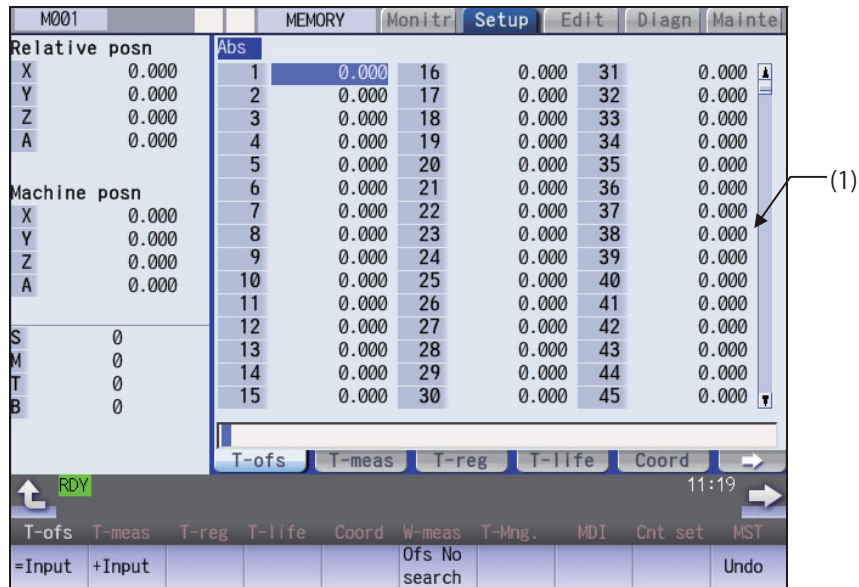 M001 MEMORY Monitr Setup Edit Diagn Mainte
Relative posn
X 0.000
Y 0.000
Z 0.000
A 0.000
Machine posn
X 0.000
Y 0.000
Z 0.000
A 0.000
S 0
M 0
T 0
B 0
Abs
1 0.000 16 0.000 31 0.000
2 0.000 17 0.000 32 0.000
3 0.000 18 0.000 33 0.000
4 0.000 19 0.000 34 0.000
5 0.000 20 0.000 35 0.000
6 0.000 21 0.000 36 0.000
7 0.000 22 0.000 37 0.000
8 0.000 23 0.000 38 0.000
9 0.000 24 0.000 39 0.000
10 0.000 25 0.000 40 0.000
11 0.000 26 0.000 41 0.000
12 0.000 27 0.000 42 0.000
13 0.000 28 0.000 43 0.000
14 0.000 29 0.000 44 0.000
15 0.000 30 0.000 45 0.000
(1)
T-ofs T-meas T-reg T-life Coord
RDY 11:19
T-ofs T-meas T-reg T-life Coord W-meas T-Mng. MDI Cnt set MST
=Input +Input Ofs No search Undo